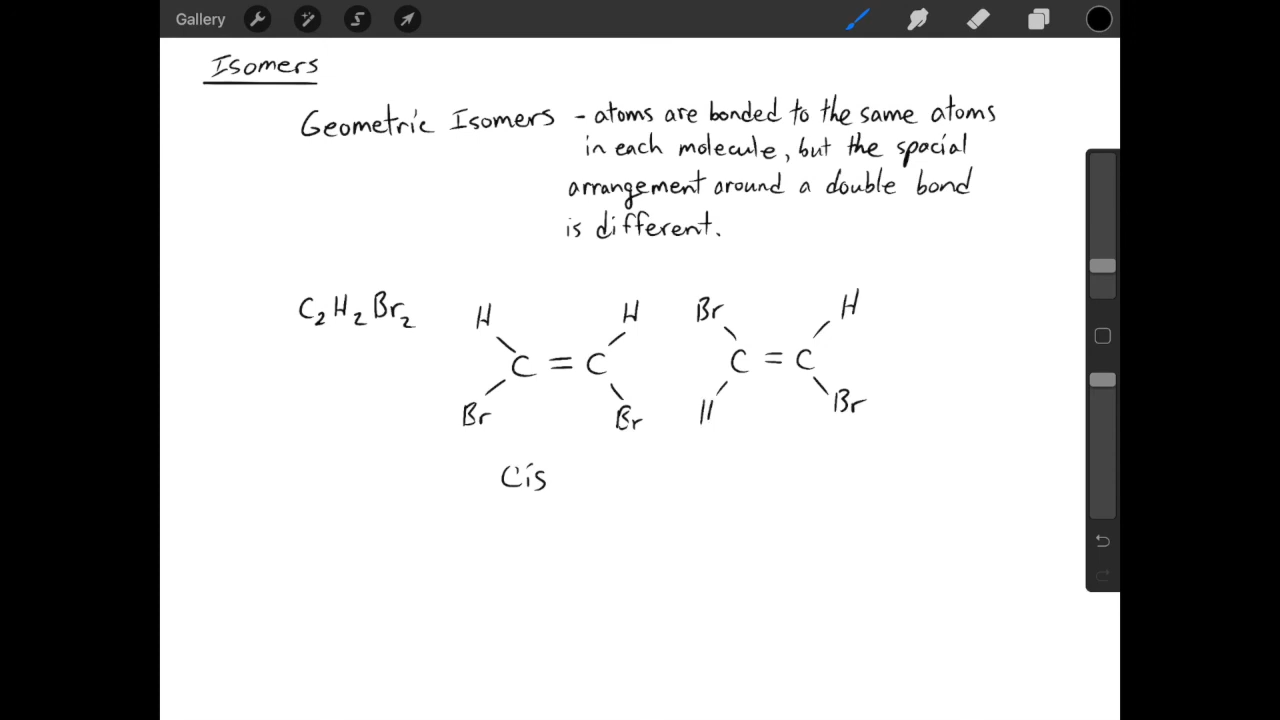 Gallery
Isomers
Geometric Isomers - atoms are bonded to the same atoms
in each molecule, but the spacial
arrangement around a double bond
is different.
C₂H₂Br₂
H H Br H
C = C C = C
Br Br H Br
Cis